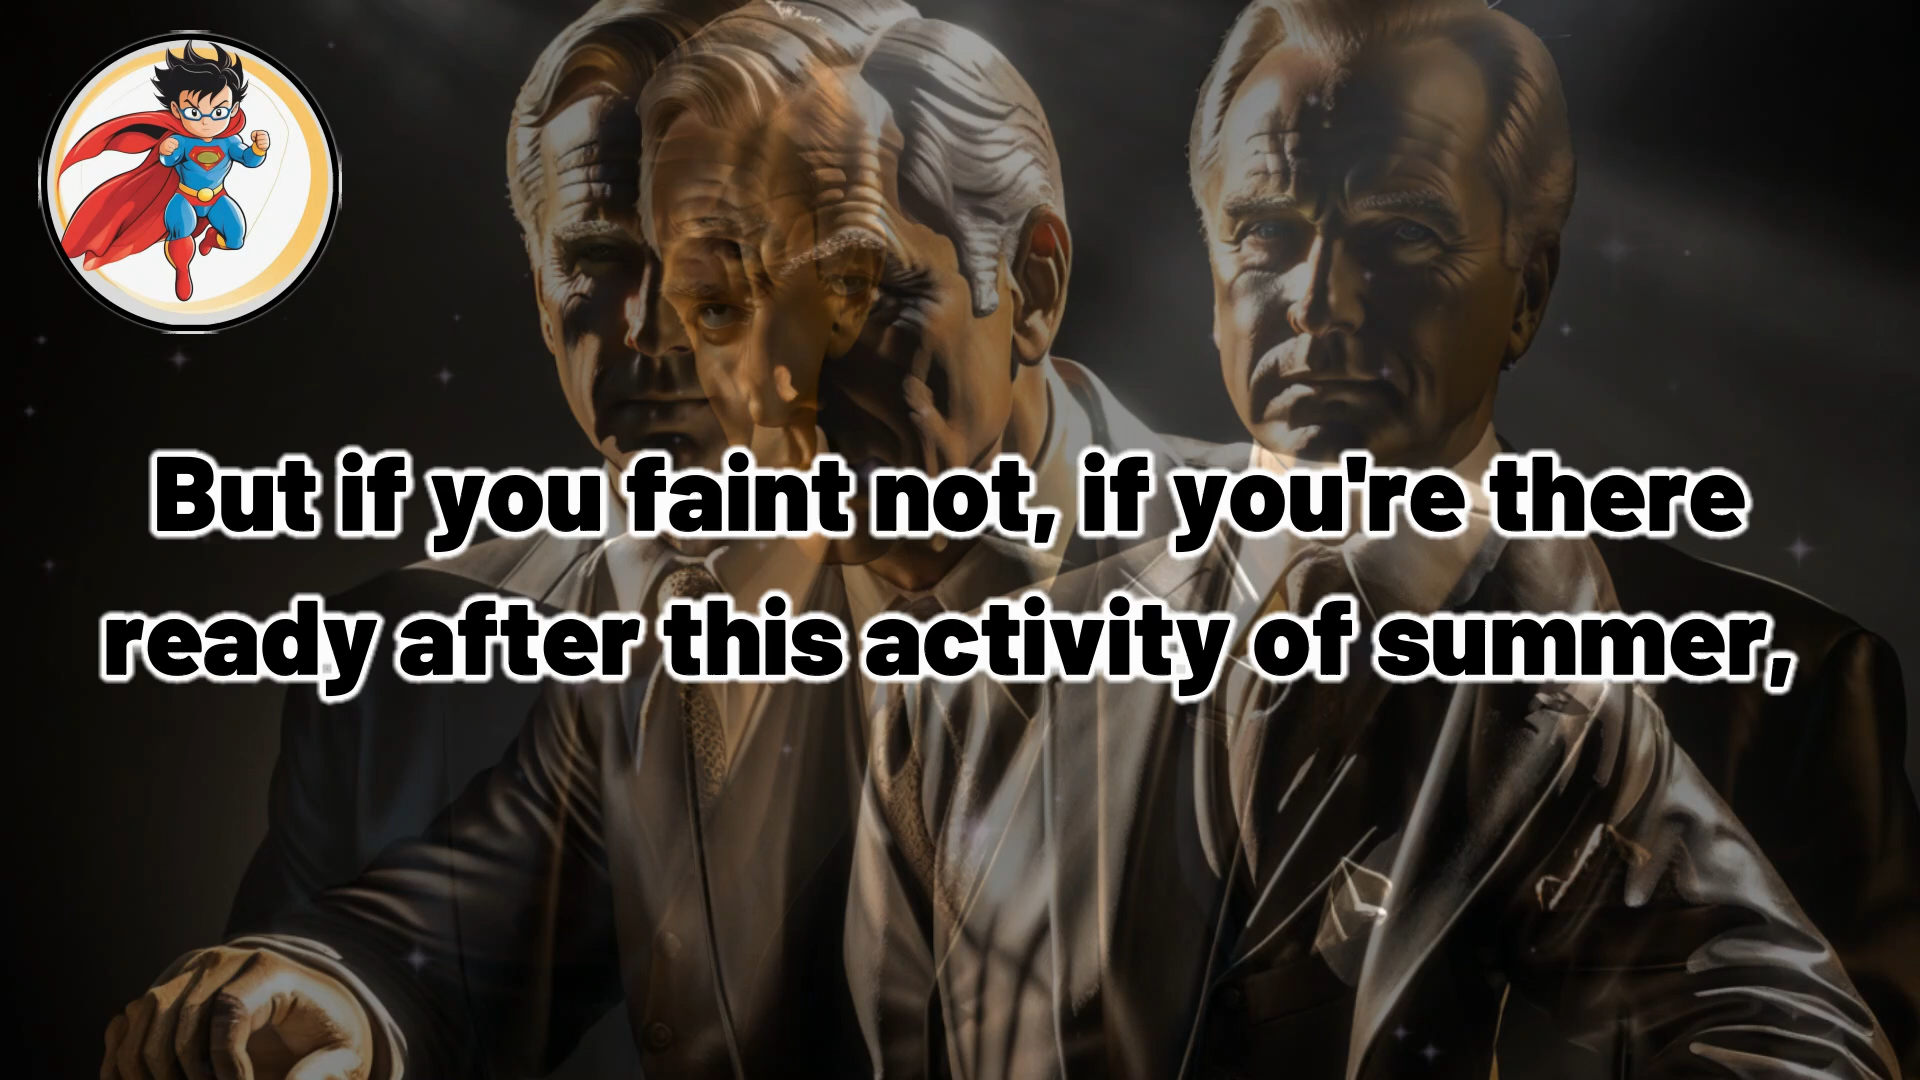 But if you faint not, if you're there
ready after this activity of summer,